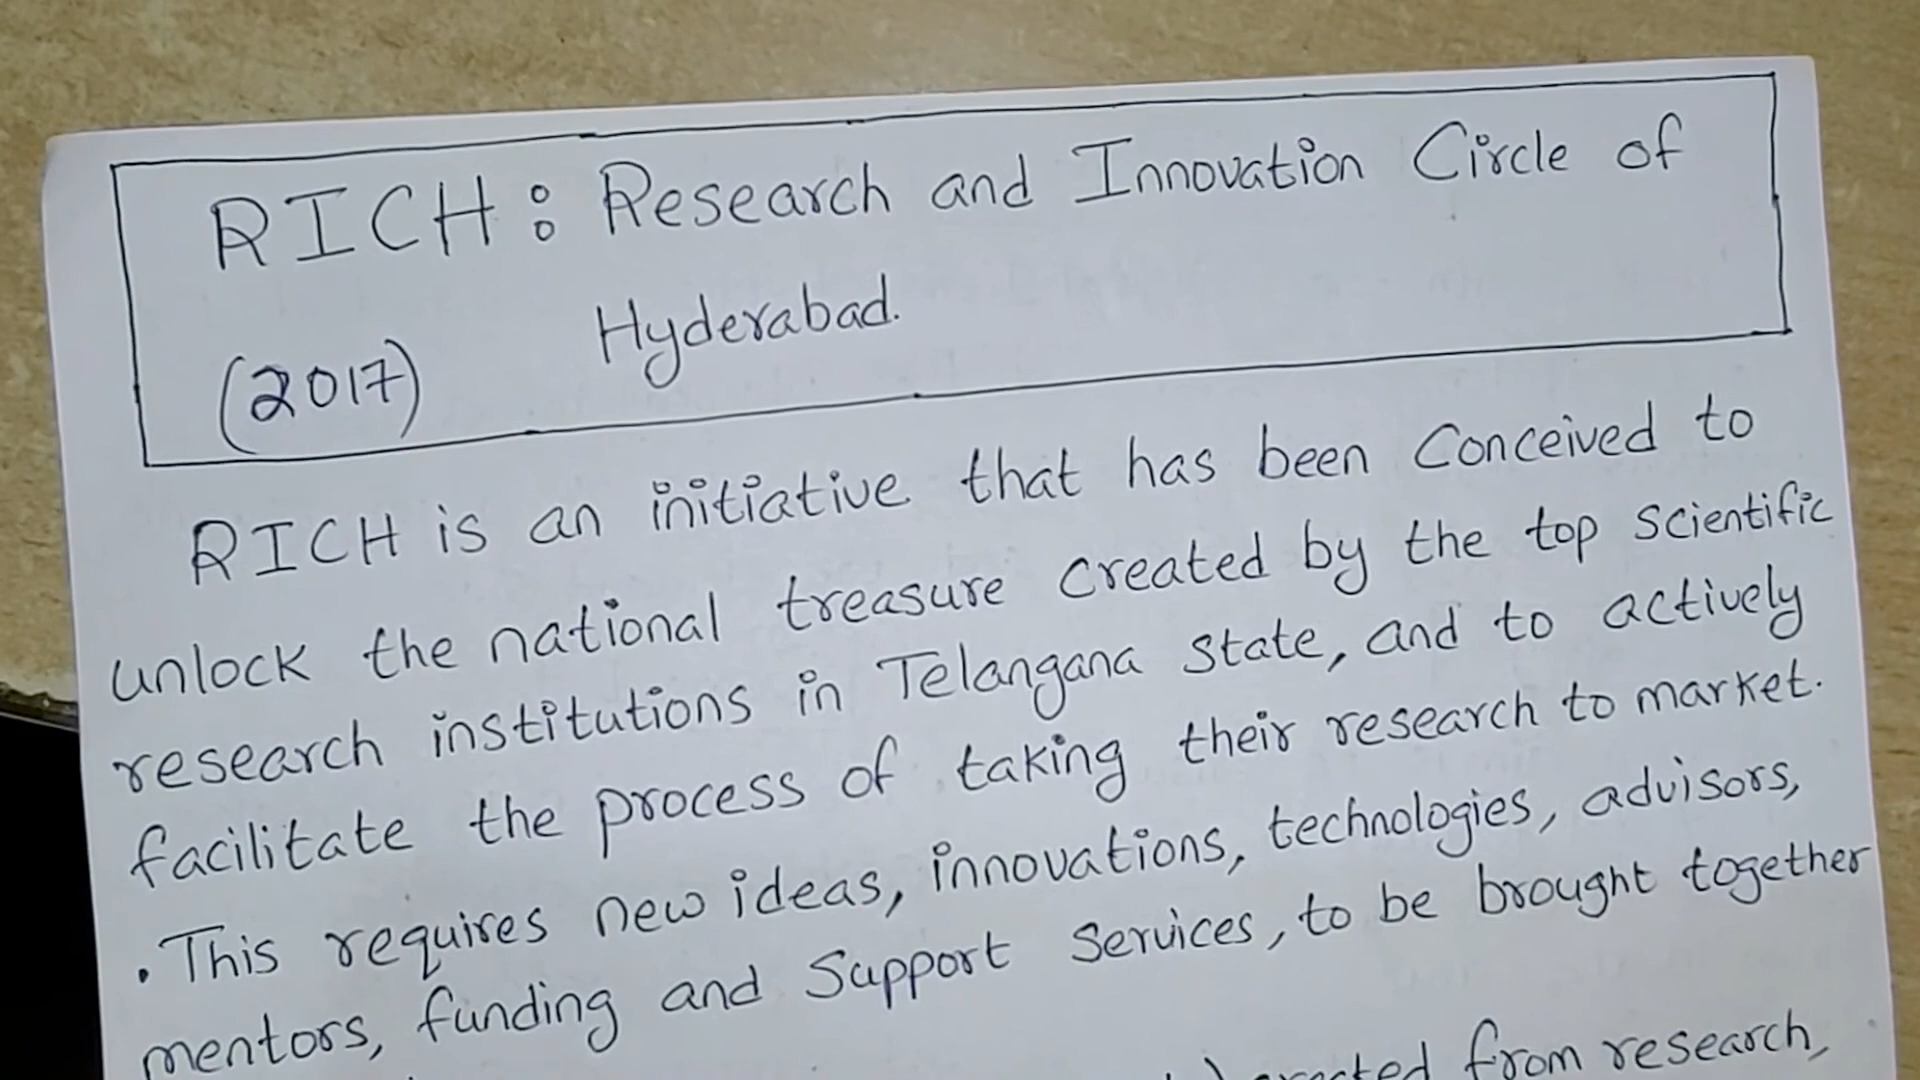 RICH: Research and Innovation Circle of
Hyderabad.
(2017)
RICH is an initiative that has been Conceived to
unlock the national treasure created by the top scientific
research institutions in Telangana state, and to actively
facilitate the process of taking their research to market.
• This requires new ideas, innovations, technologies, advisors,
mentors, funding and Support Services, to be brought together
from research,